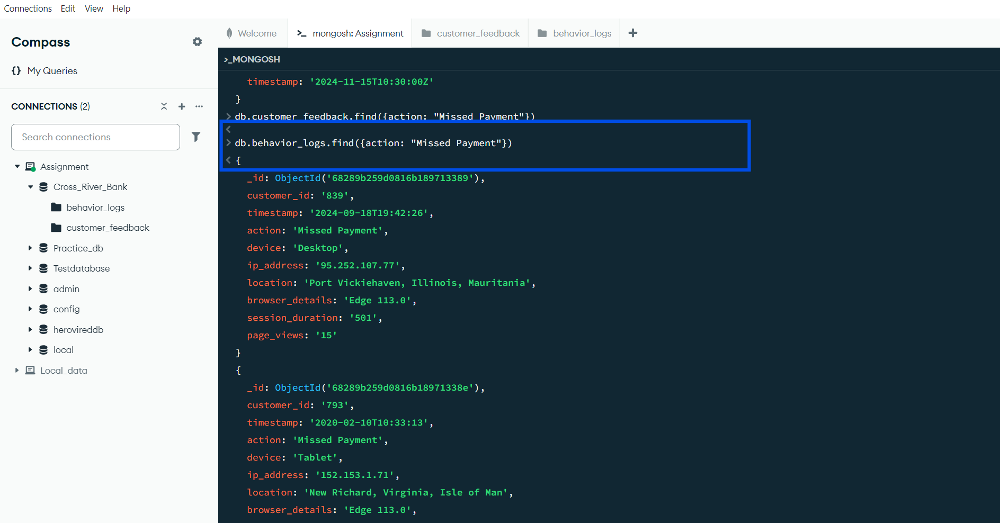 Connections Edit View Help
Compass
{} My Queries
CONNECTIONS (2)
Search connections
Assignment
Cross_River_Bank
behavior_logs
customer_feedback
Practice_db
Testdatabase
admin
config
herovireddb
local
Local_data
Welcome
>_ mongosh: Assignment
customer_feedback
behavior_logs
>_MONGOSH
timestamp: '2024-11-15T10:30:00Z'
}
> db.customer_feedback.find({action: "Missed Payment"})
<
> db.behavior_logs.find({action: "Missed Payment"})
< {
_id: ObjectId('68289b259d0816b189713389'),
customer_id: '839',
timestamp: '2024-09-18T19:42:26',
action: 'Missed Payment',
device: 'Desktop',
ip_address: '95.252.107.77',
location: 'Port Vickiehaven, Illinois, Mauritania',
browser_details: 'Edge 113.0',
session_duration: '501',
page_views: '15'
}
{
_id: ObjectId('68289b259d0816b18971338e'),
customer_id: '793',
timestamp: '2020-02-10T10:33:13',
action: 'Missed Payment',
device: 'Tablet',
ip_address: '152.153.1.71',
location: 'New Richard, Virginia, Isle of Man',
browser_details: 'Edge 113.0',